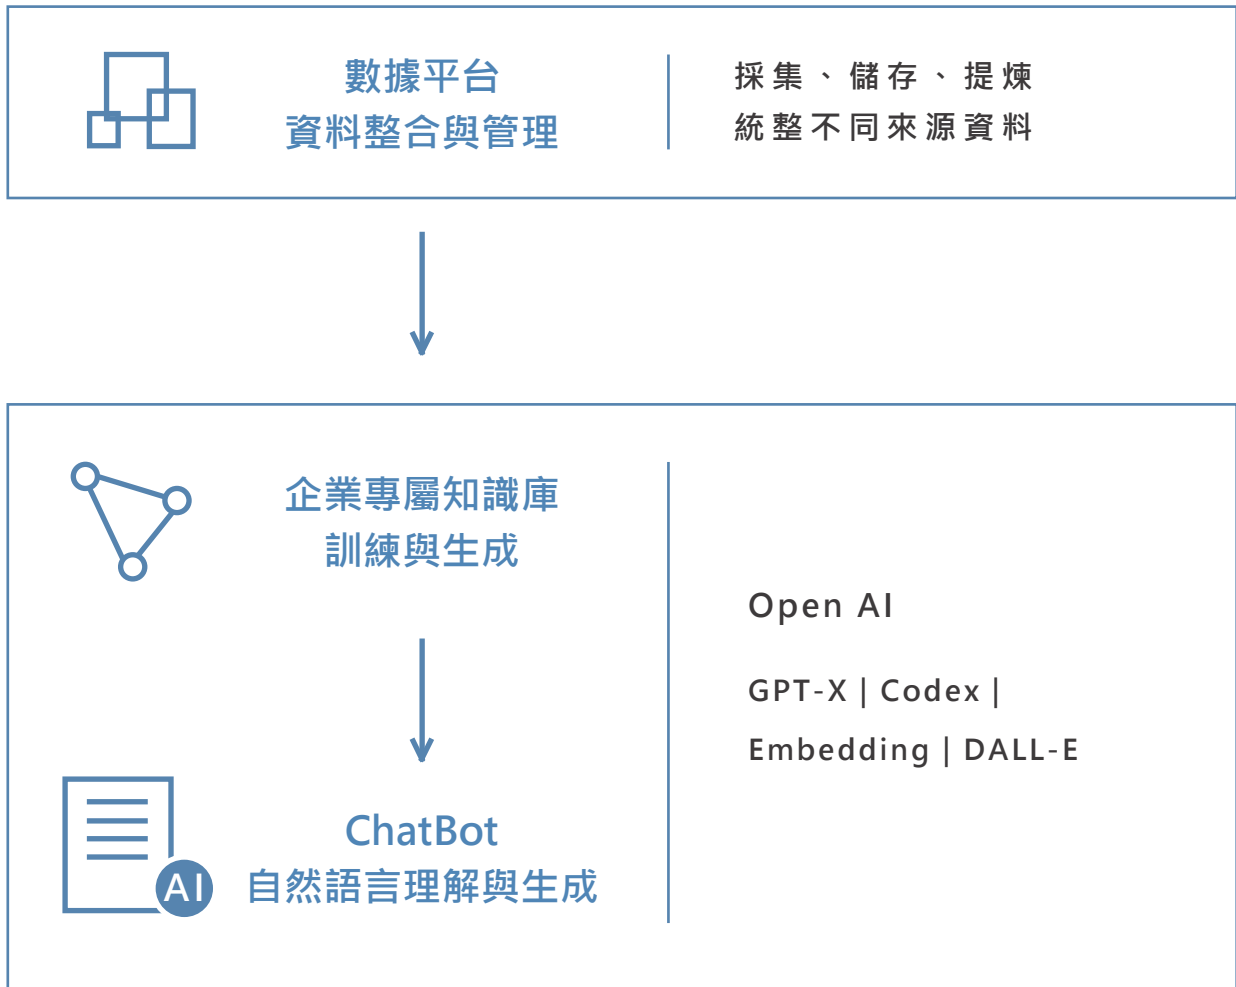 數據平台
資料整合與管理
採集、儲存、提煉
統整不同來源資料
企業專屬知識庫
訓練與生成
Open AI
GPT-X | Codex |
Embedding | DALL-E
AI
ChatBot
自然語言理解與生成